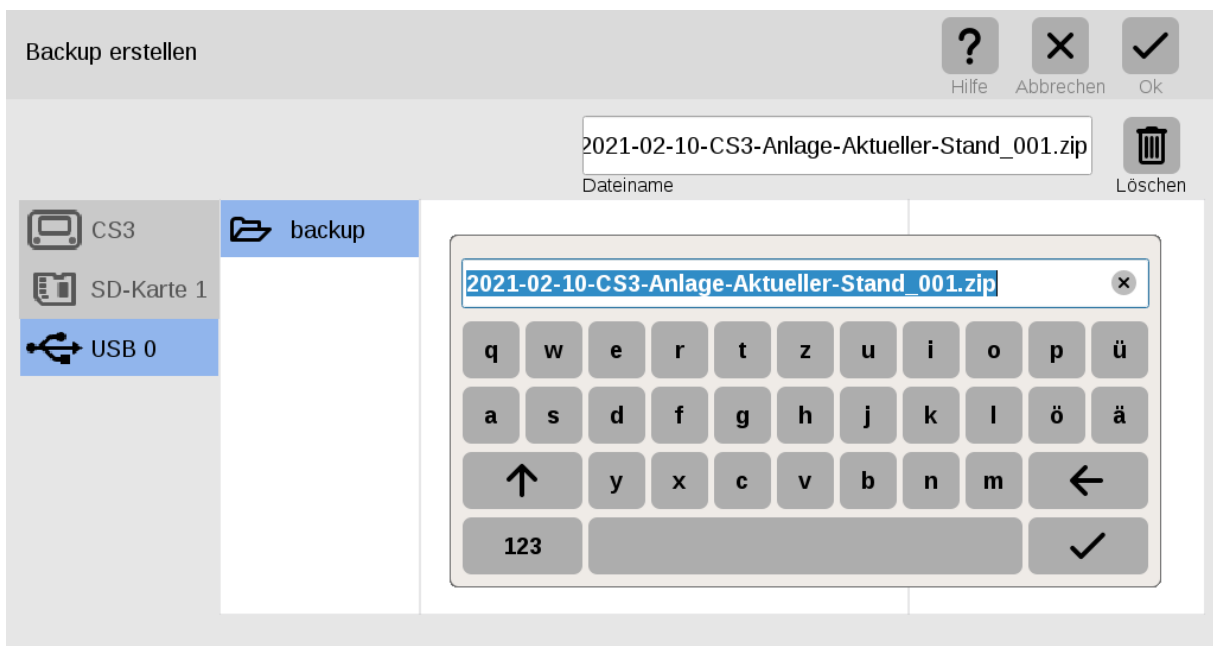 Backup erstellen
Hilfe Abbrechen Ok
2021-02-10-CS3-Anlage-Aktueller-Stand_001.zip
Dateiname Löschen
CS3 backup
SD-Karte 1
USB 0
2021-02-10-CS3-Anlage-Aktueller-Stand_001.zip
q w e r t z u i o p ü
a s d f g h j k l ö ä
y x c v b n m
123